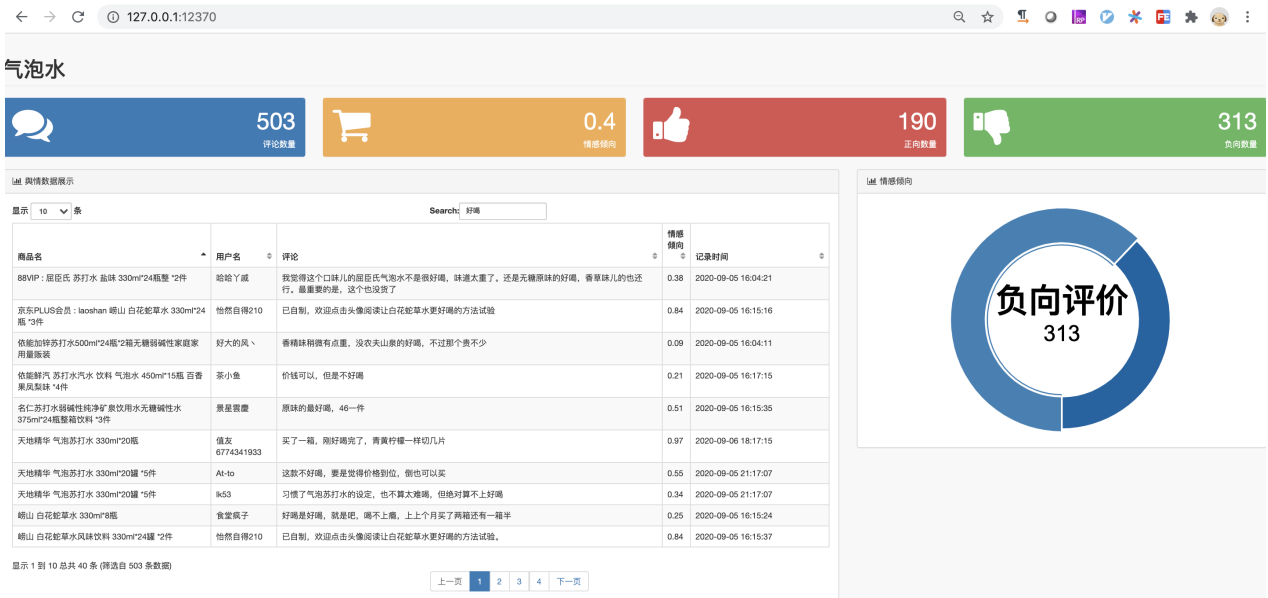 127.0.0.1:12370
气泡水
503
评论数量
0.4
情感倾向
190
正向数量
313
负向数量
舆情数据展示
情感倾向
显示 10 条
Search: 好喝
商品名 用户名 评论 情感倾向 记录时间
88VIP : 屈臣氏 苏打水 盐味 330ml*24瓶整 *2件 哈哈丫戚 我觉得这个口味儿的屈臣氏气泡水不是很好喝，味道太重了。还是无糖原味的好喝，香草味儿的也还 0.38 2020-09-05 16:04:21
行。最重要的是，这个也没货了
京东PLUS会员 : laoshan 崂山 白花蛇草水 330ml*24 怡然自得210 已自制，欢迎点击头像阅读让白花蛇草水更好喝的方法试验 0.84 2020-09-05 16:15:16
瓶 *3件
依能加锌苏打水500ml*24瓶*2箱无糖弱碱性家庭家 好大的风丶 香精味稍微有点重，没农夫山泉的好喝，不过那个贵不少 0.09 2020-09-05 16:04:11
用量贩装
依能鲜汽 苏打水汽水 饮料 气泡水 450ml*15瓶 百香 茶小鱼 价钱可以，但是不好喝 0.21 2020-09-05 16:17:15
果凤梨味 *4件
名仁苏打水弱碱性纯净矿泉饮用水无糖碱性水 景星雲慶 原味的最好喝，46一件 0.51 2020-09-05 16:15:35
375ml*24瓶整箱饮料 *3件
天地精华 气泡苏打水 330ml*20瓶 值友 买了一箱，刚好喝完了，青黄柠檬一样切几片 0.97 2020-09-06 18:17:15
6774341933
天地精华 气泡苏打水 330ml*20罐 *5件 At-to 这款不好喝，要是觉得价格到位，倒也可以买 0.55 2020-09-05 21:17:07
天地精华 气泡苏打水 330ml*20罐 *5件 lk53 习惯了气泡苏打水的设定，也不算太难喝，但绝对算不上好喝 0.34 2020-09-05 21:17:07
崂山 白花蛇草水 330ml*8瓶 食堂疯子 好喝是好喝，就是吧，喝不上瘾，上上个月买了两箱还有一箱半 0.25 2020-09-05 16:15:24
崂山 白花蛇草水风味饮料 330ml*24罐 *2件 怡然自得210 已自制，欢迎点击头像阅读让白花蛇草水更好喝的方法试验。 0.84 2020-09-05 16:15:37
显示 1 到 10 总共 40 条 (筛选自 503 条数据)
上一页 1 2 3 4 下一页
负向评价
313